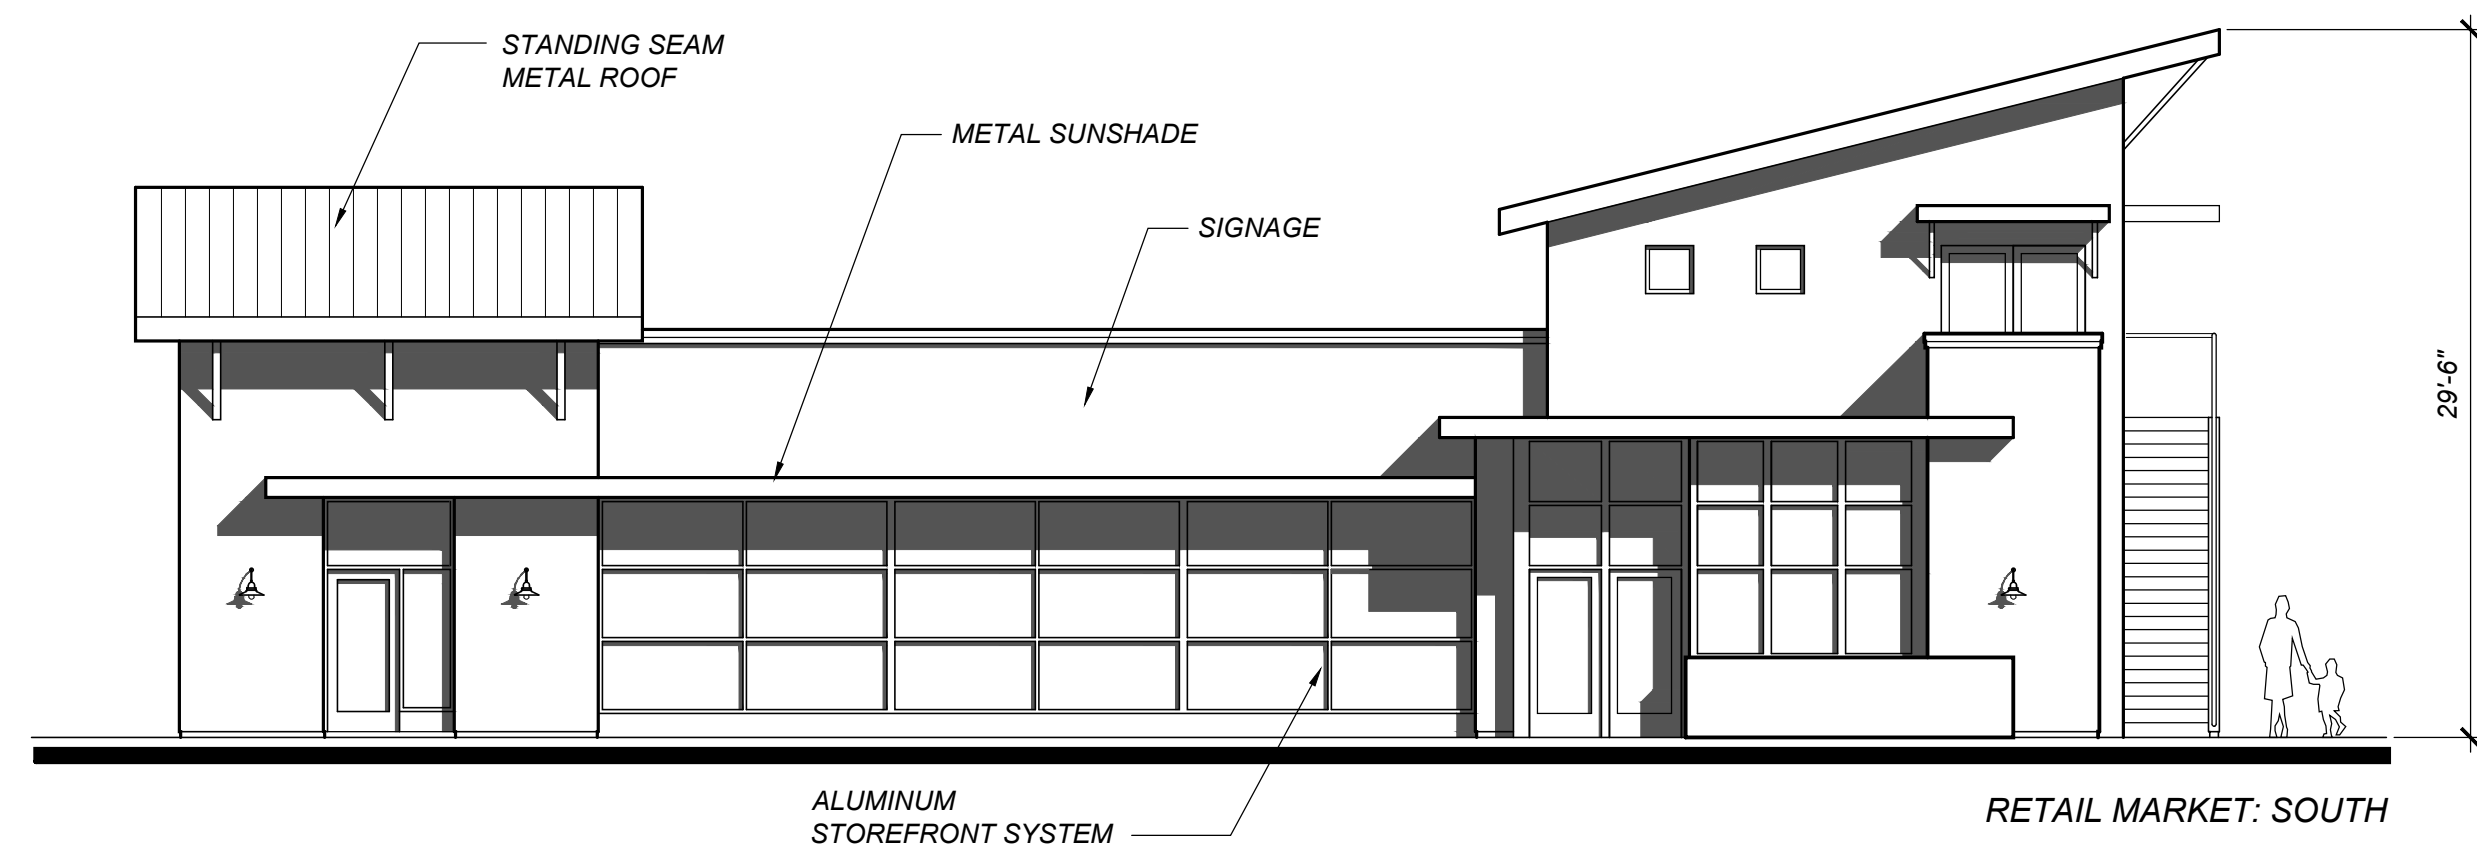 STANDING SEAM
METAL ROOF
METAL SUNSHADE
SIGNAGE
29'-6"
ALUMINUM
STOREFRONT SYSTEM
RETAIL MARKET: SOUTH